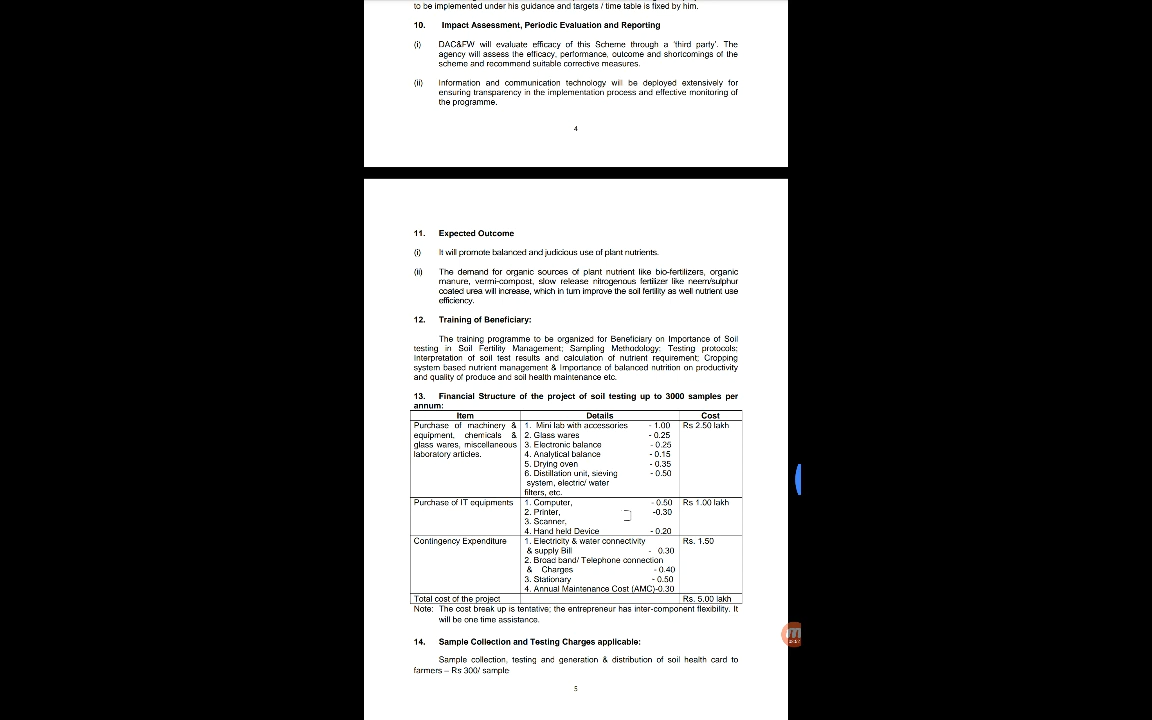 to be implemented under his guidance and targets / time table is fixed by him.
10. Impact Assessment, Periodic Evaluation and Reporting
(i) DAC&FW will evaluate efficacy of this Scheme through a 'third party'. The
agency will assess the efficacy, performance, outcome and shortcomings of the
scheme and recommend suitable corrective measures.
(ii) Information and communication technology will be deployed extensively for
ensuring transparency in the implementation process and effective monitoring of
the programme.
4
11. Expected Outcome
(i) It will promote balanced and judicious use of plant nutrients.
(ii) The demand for organic sources of plant nutrient like bio-fertilizers, organic
manure, vermi-compost, slow release nitrogenous fertilizer like neem/sulphur
coated urea will increase, which in turn improve the soil fertility as well nutrient use
efficiency.
12. Training of Beneficiary:
The training programme to be organized for Beneficiary on Importance of Soil
testing in Soil Fertility Management; Sampling Methodology; Testing protocols;
Interpretation of soil test results and calculation of nutrient requirement; Cropping
system based nutrient management & Importance of balanced nutrition on productivity
and quality of produce and soil health maintenance etc.
13. Financial Structure of the project of soil testing up to 3000 samples per
annum:
Item Details Cost
Purchase of machinery & 1. Mini lab with accessories - 1.00 Rs 2.50 lakh
equipment, chemicals & 2. Glass wares - 0.25
glass wares, miscellaneous 3. Electronic balance - 0.25
laboratory articles. 4. Analytical balance - 0.15
5. Drying oven - 0.35
6. Distillation unit, sieving - 0.50
system, electric/ water
filters, etc.
Purchase of IT equipments 1. Computer, - 0.50 Rs 1.00 lakh
2. Printer, -0.30
3. Scanner,
4. Hand held Device - 0.20
Contingency Expenditure 1. Electricity & water connectivity Rs. 1.50
& supply Bill - 0.30
2. Broad band/ Telephone connection
& Charges - 0.40
3. Stationary - 0.50
4. Annual Maintenance Cost (AMC)-0.30
Total cost of the project Rs. 5.00 lakh
Note: The cost break up is tentative; the entrepreneur has inter-component flexibility. It
will be one time assistance.
14. Sample Collection and Testing Charges applicable:
Sample collection, testing and generation & distribution of soil health card to
farmers – Rs 300/ sample
5